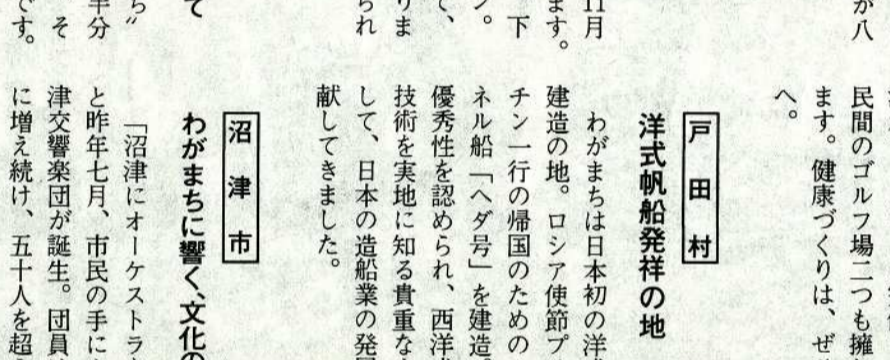 が八
11月
ます。
下
ン。
て、
りま
られ
て
ち〟
半分
そ
です。
民間のゴルフ場二つも擁
ます。健康づくりは、ぜ
へ。
戸田村
洋式帆船発祥の地
わがまちは日本初の洋
建造の地。ロシア使節プ
チン一行の帰国のための
ネル船「ヘダ号」を建造
優秀性を認められ、西洋
技術を実地に知る貴重な
して、日本の造船業の発
献してきました。
沼津市
わがまちに響く、文化の
「沼津にオーケストラ
と昨年七月、市民の手に
津交響楽団が誕生。団員
に増え続け、五十人を超